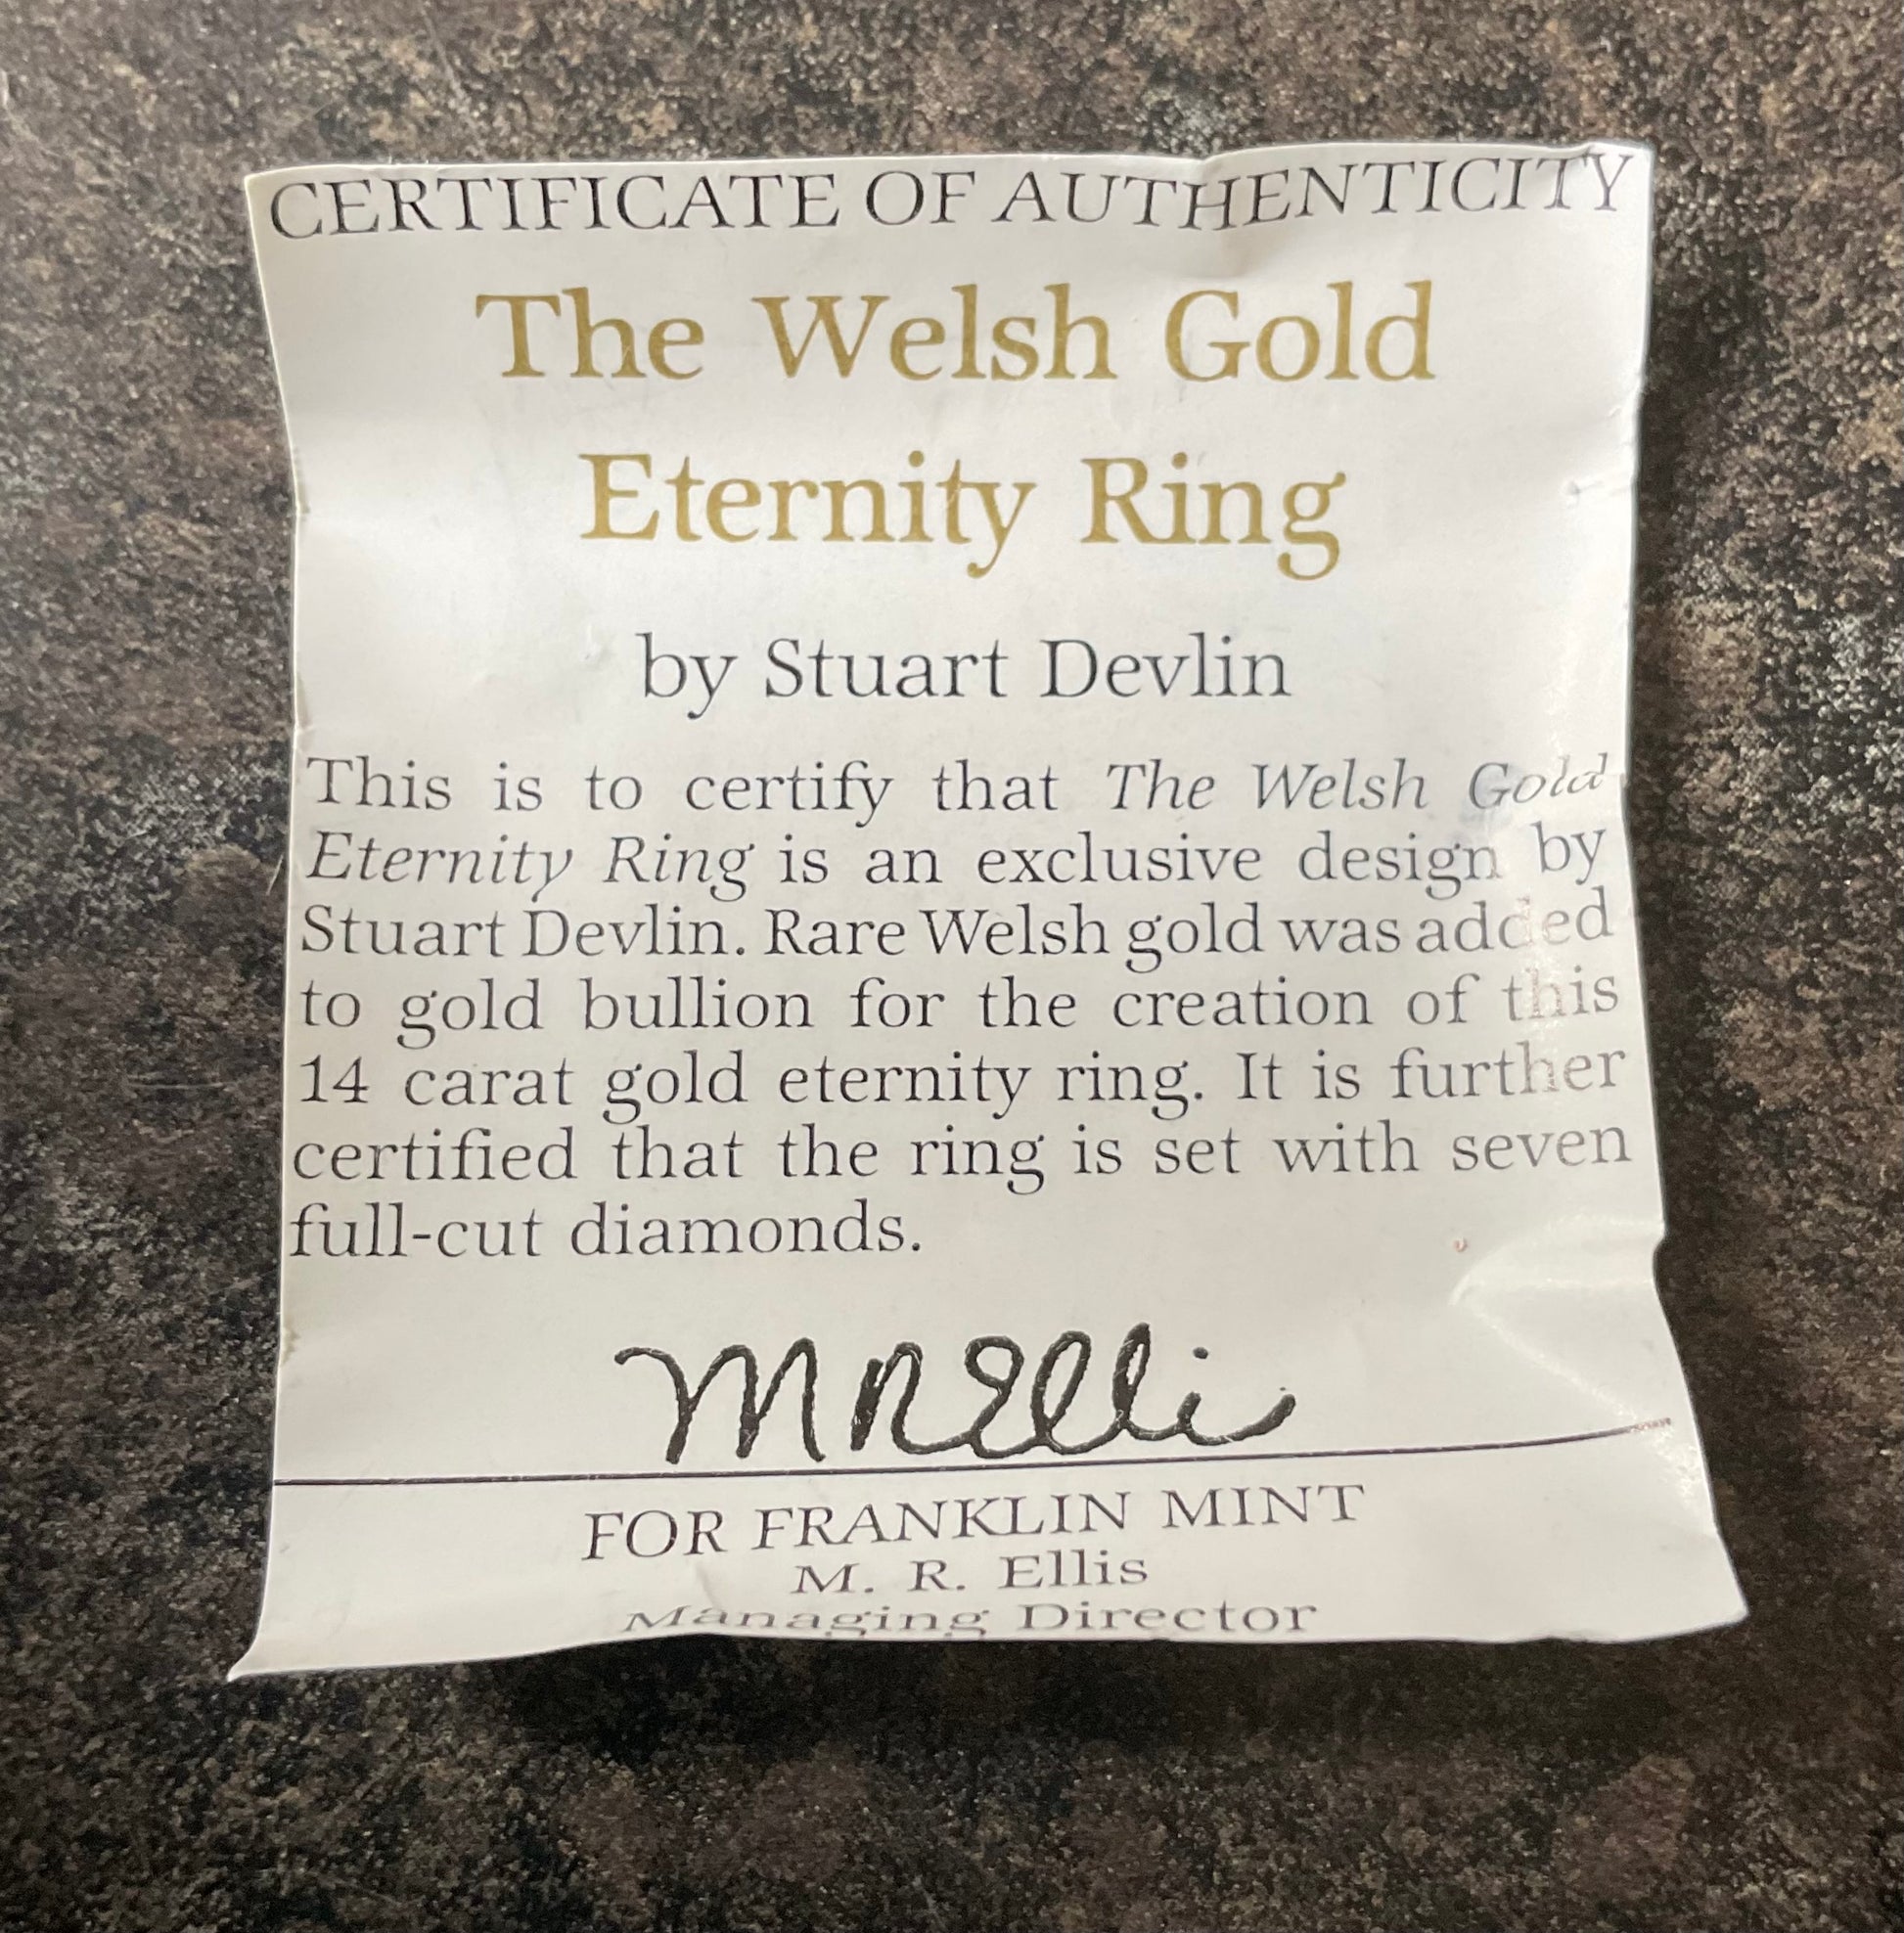 CERTIFICATE OF AUTHENTICITY
The Welsh Gold
Eternity Ring
by Stuart Devlin
This is to certify that The Welsh Gold
Eternity Ring is an exclusive design by
Stuart Devlin. Rare Welsh gold was added
to gold bullion for the creation of this
14 carat gold eternity ring. It is further
certified that the ring is set with seven
full-cut diamonds.
MREllis
FOR FRANKLIN MINT
M. R. Ellis
Managing Director